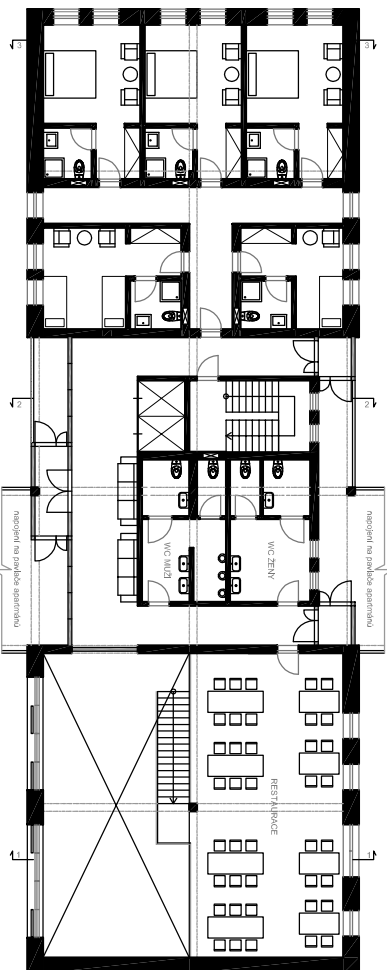 3
3
2
2
napojení na pavlače apartmánů
napojení na pavlače apartmánů
WC MUŽI
WC ŽENY
RESTAURACE
1
1